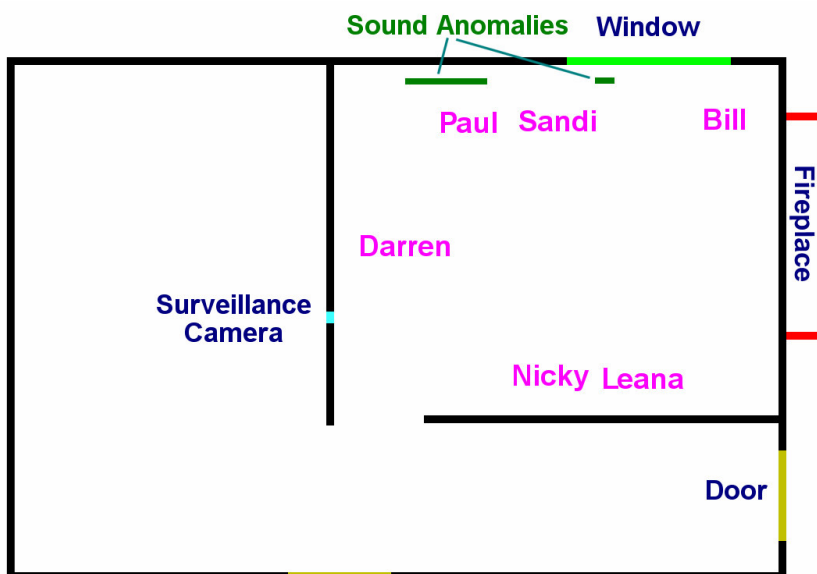 Sound Anomalies
Window
Paul
Sandi
Bill
Fireplace
Darren
Surveillance
Camera
Nicky
Leana
Door